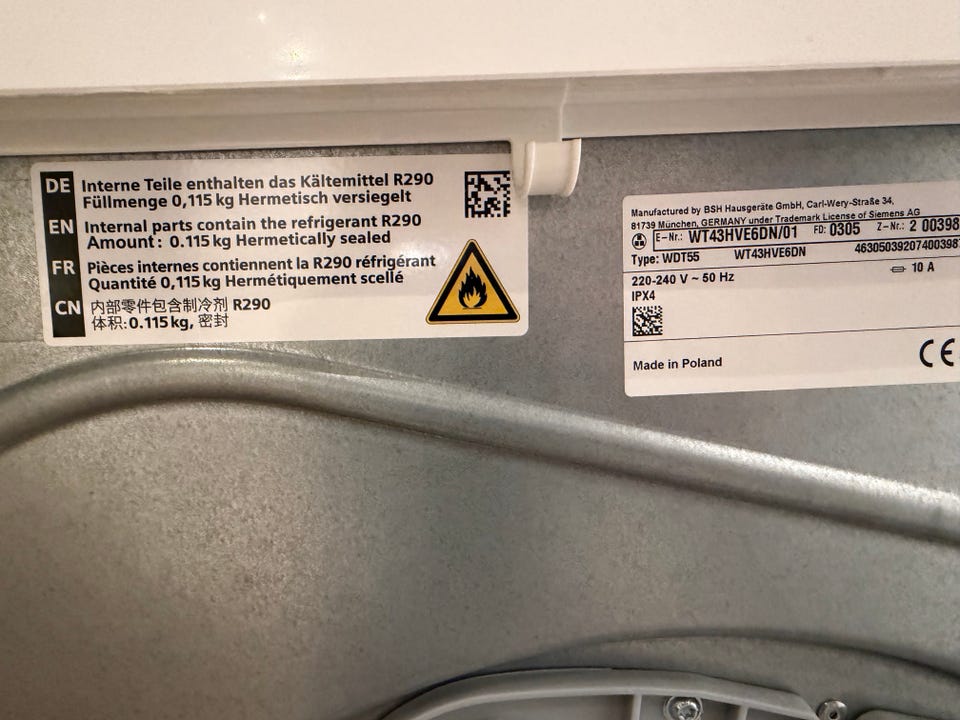 DE Interne Teile enthalten das Kältemittel R290
Füllmenge 0,115 kg Hermetisch versiegelt
EN Internal parts contain the refrigerant R290
Amount: 0.115 kg Hermetically sealed
FR Pièces internes contiennent la R290 réfrigérant
Quantité 0,115 kg Hermétiquement scellé
CN 内部零件包含制冷剂 R290
体积:0.115 kg, 密封
Manufactured by BSH Hausgeräte GmbH, Carl-Wery-Straße 34,
81739 München, GERMANY under Trademark License of Siemens AG
E-Nr.: WT43HVE6DN/01 FD: 0305 Z-Nr.: 2 00398
Type: WDT55 WT43HVE6DN 46305039207400398
220-240 V ~ 50 Hz 10 A
IPX4
Made in Poland CE